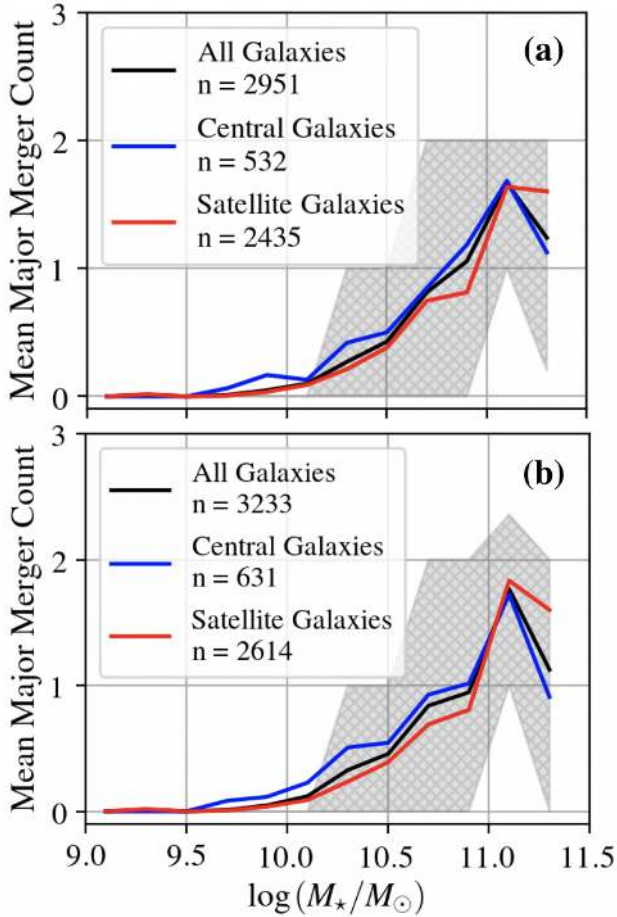 3
2
1
0
Mean Major Merger Count
All Galaxies
n = 2951
Central Galaxies
n = 532
Satellite Galaxies
n = 2435
(a)
3
2
1
0
Mean Major Merger Count
All Galaxies
n = 3233
Central Galaxies
n = 631
Satellite Galaxies
n = 2614
(b)
9.0 9.5 10.0 10.5 11.0 11.5
log(M⋆/M⊙)